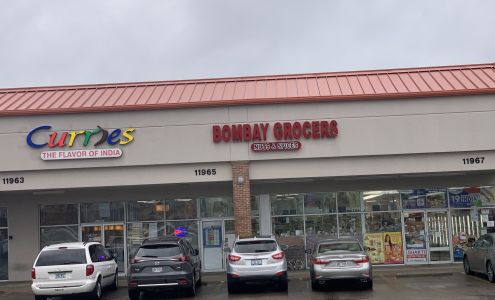 Curries
THE FLAVOR OF INDIA
BOMBAY GROCERS
NUTS & SPICES
11963
11965
11967